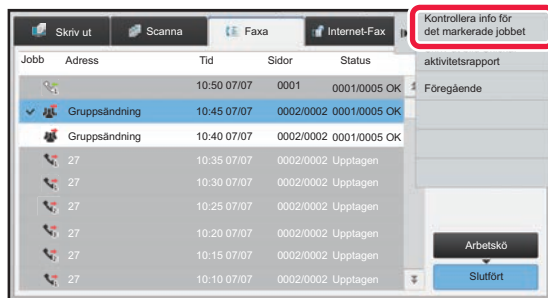 Skriv ut
Scanna
Faxa
Internet-Fax
Kontrollera info för
det markerade jobbet
aktivitetsrapport
Föregående
Jobb Adress Tid Sidor Status
10:50 07/07 0001 0001/0005 OK
Gruppsändning 10:45 07/07 0002/0002 0001/0005 OK
Gruppsändning 10:40 07/07 0002/0002 0001/0005 OK
27 10:35 07/07 0002/0002 Upptagen
27 10:30 07/07 0002/0002 Upptagen
27 10:25 07/07 0002/0002 Upptagen
27 10:20 07/07 0002/0002 Upptagen
27 10:15 07/07 0002/0002 Upptagen
27 10:10 07/07 0002/0002 Upptagen
Arbetskö
Slutfört